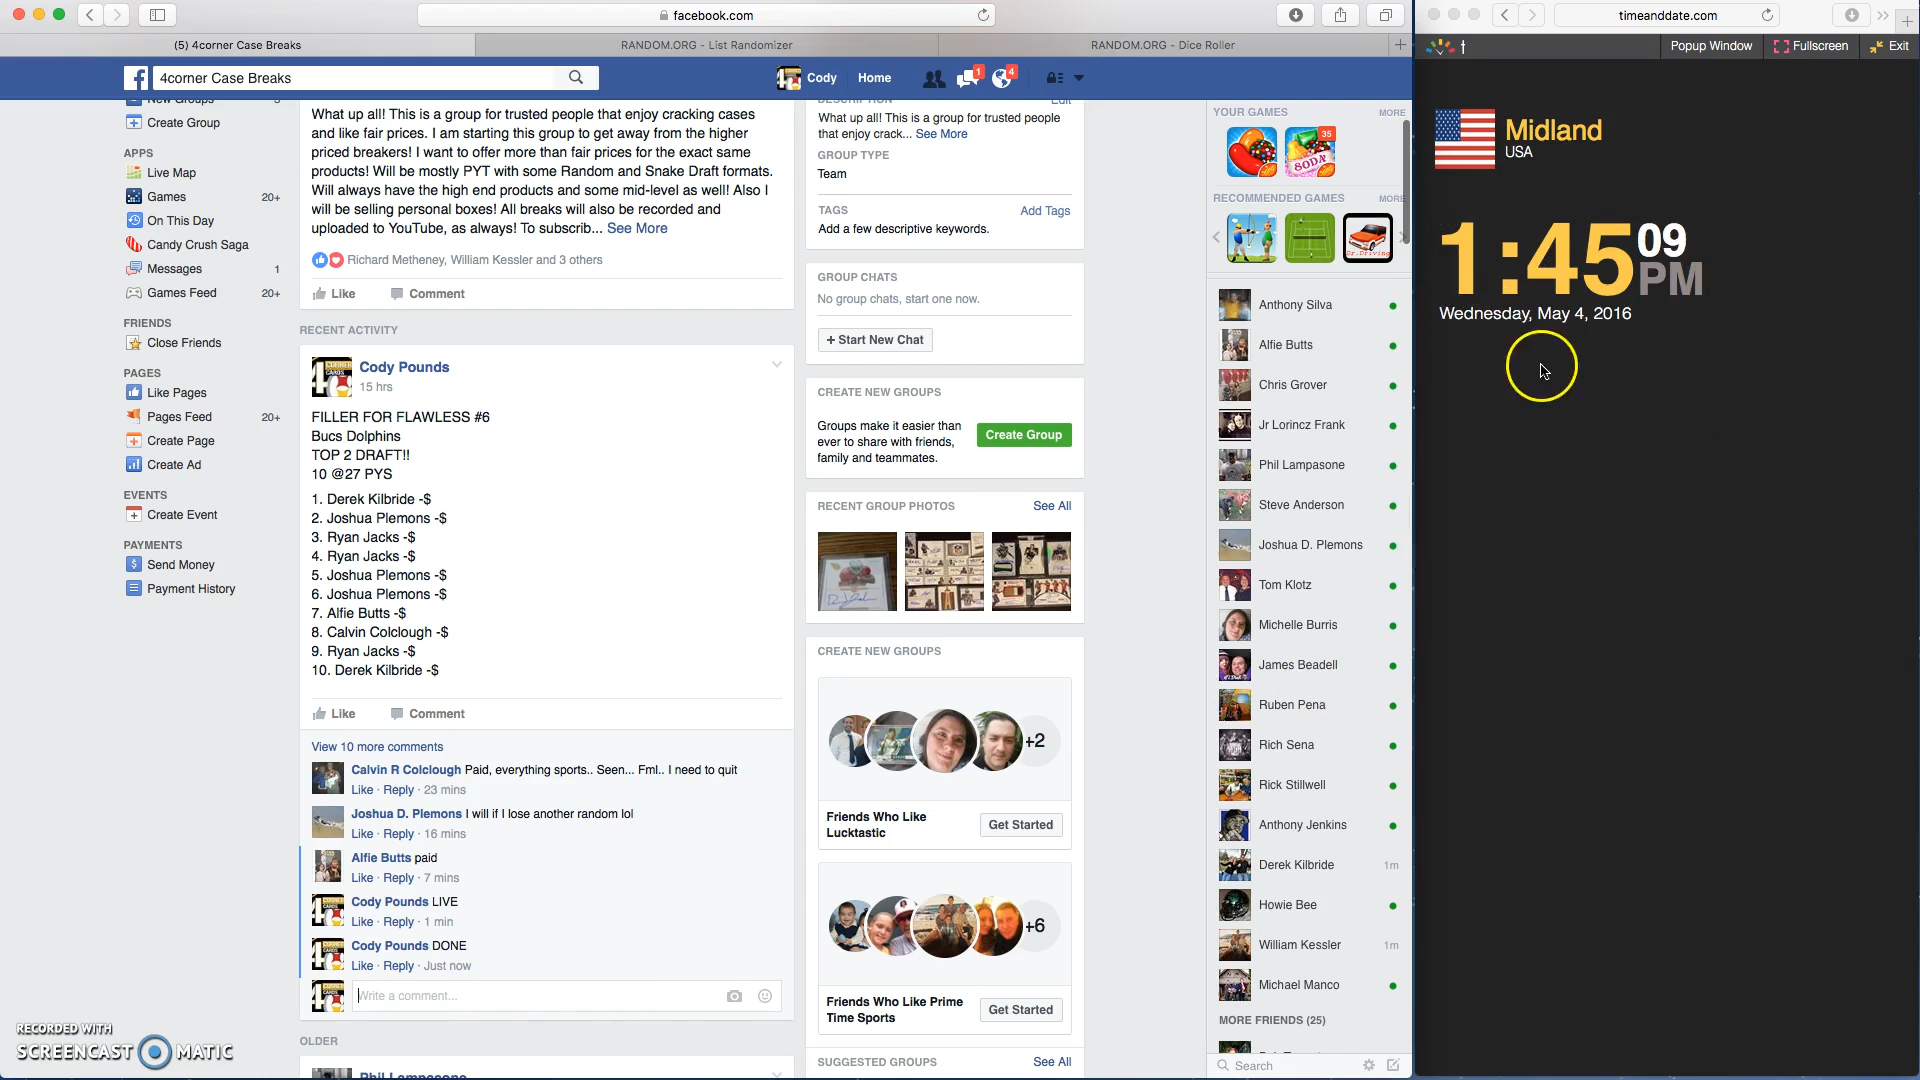 facebook.com
timeanddate.com
(5) 4corner Case Breaks
RANDOM.ORG - List Randomizer
RANDOM.ORG - Dice Roller
t
Popup Window
Fullscreen
Exit
4corner Case Breaks
Cody
Home
1
4
New Groups
Create Group
APPS
Live Map
Games 20+
On This Day
Candy Crush Saga
Messages 1
Games Feed 20+
FRIENDS
Close Friends
PAGES
Like Pages
Pages Feed 20+
Create Page
Create Ad
EVENTS
Create Event
PAYMENTS
Send Money
Payment History
What up all! This is a group for trusted people that enjoy cracking cases
and like fair prices. I am starting this group to get away from the higher
priced breakers! I want to offer more than fair prices for the exact same
products! Will be mostly PYT with some Random and Snake Draft formats.
Will always have the high end products and some mid-level as well! Also I
will be selling personal boxes! All breaks will also be recorded and
uploaded to YouTube, as always! To subscrib... See More
Richard Metheney, William Kessler and 3 others
Like Comment
RECENT ACTIVITY
Cody Pounds
15 hrs
FILLER FOR FLAWLESS #6
Bucs Dolphins
TOP 2 DRAFT!!
10 @27 PYS
1. Derek Kilbride -$
2. Joshua Plemons -$
3. Ryan Jacks -$
4. Ryan Jacks -$
5. Joshua Plemons -$
6. Joshua Plemons -$
7. Alfie Butts -$
8. Calvin Colclough -$
9. Ryan Jacks -$
10. Derek Kilbride -$
Like Comment
View 10 more comments
Calvin R Colclough Paid, everything sports.. Seen... Fml.. I need to quit
Like · Reply · 23 mins
Joshua D. Plemons I will if I lose another random lol
Like · Reply · 16 mins
Alfie Butts paid
Like · Reply · 7 mins
Cody Pounds LIVE
Like · Reply · 1 min
Cody Pounds DONE
Like · Reply · Just now
Write a comment...
OLDER
Phil Lampasone
DESCRIPTION Edit
What up all! This is a group for trusted people
that enjoy crack... See More
GROUP TYPE
Team
TAGS Add Tags
Add a few descriptive keywords.
GROUP CHATS
No group chats, start one now.
+ Start New Chat
CREATE NEW GROUPS
Groups make it easier than
ever to share with friends,
family and teammates.
Create Group
RECENT GROUP PHOTOS See All
CREATE NEW GROUPS
+2
Friends Who Like
Lucktastic
Get Started
+6
Friends Who Like Prime
Time Sports
Get Started
SUGGESTED GROUPS See All
YOUR GAMES MORE
35
SODA
RECOMMENDED GAMES MORE
Dr. Driving
Anthony Silva
Alfie Butts
Chris Grover
Jr Lorincz Frank
Phil Lampasone
Steve Anderson
Joshua D. Plemons
Tom Klotz
Michelle Burris
James Beadell
Ruben Pena
Rich Sena
Rick Stillwell
Anthony Jenkins
Derek Kilbride 1m
Howie Bee
William Kessler 1m
Michael Manco
MORE FRIENDS (25)
Search
Midland
USA
1:45 09 PM
Wednesday, May 4, 2016
RECORDED WITH
SCREENCAST MATIC